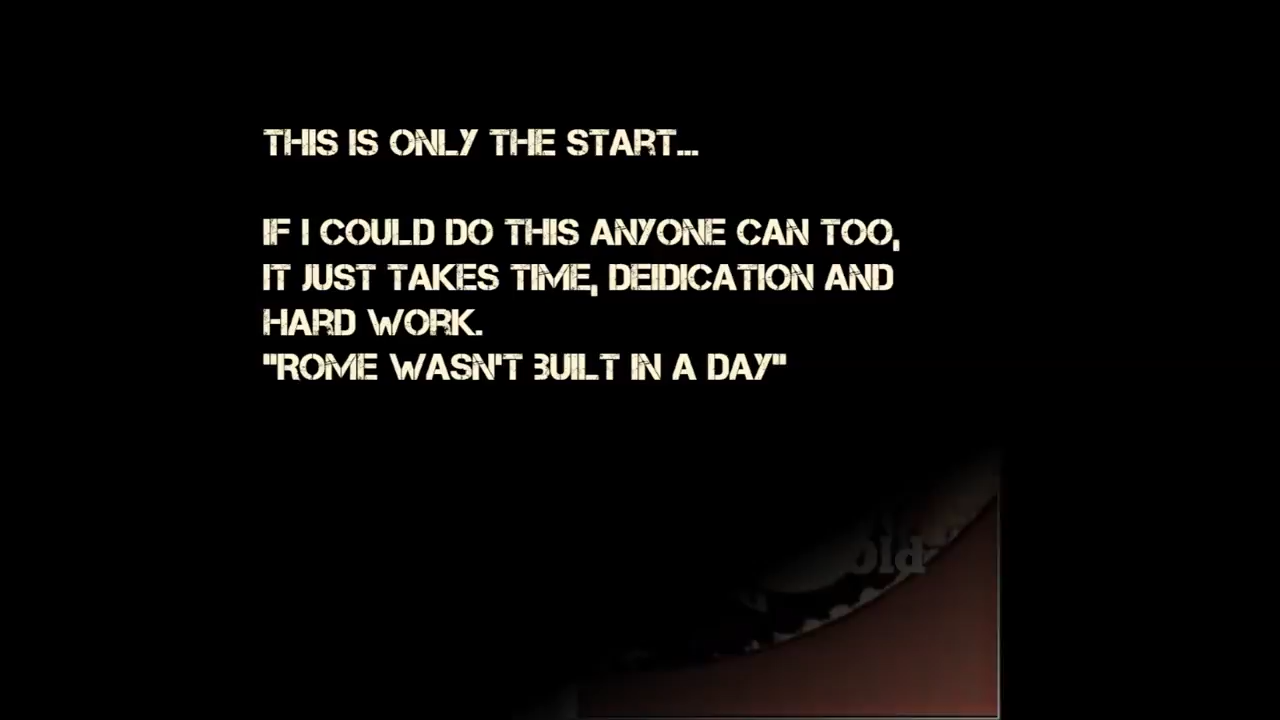 THIS IS ONLY THE START...
IF I COULD DO THIS ANYONE CAN TOO,
IT JUST TAKES TIME, DEIDICATION AND
HARD WORK.
"ROME WASN'T BUILT IN A DAY"
Old